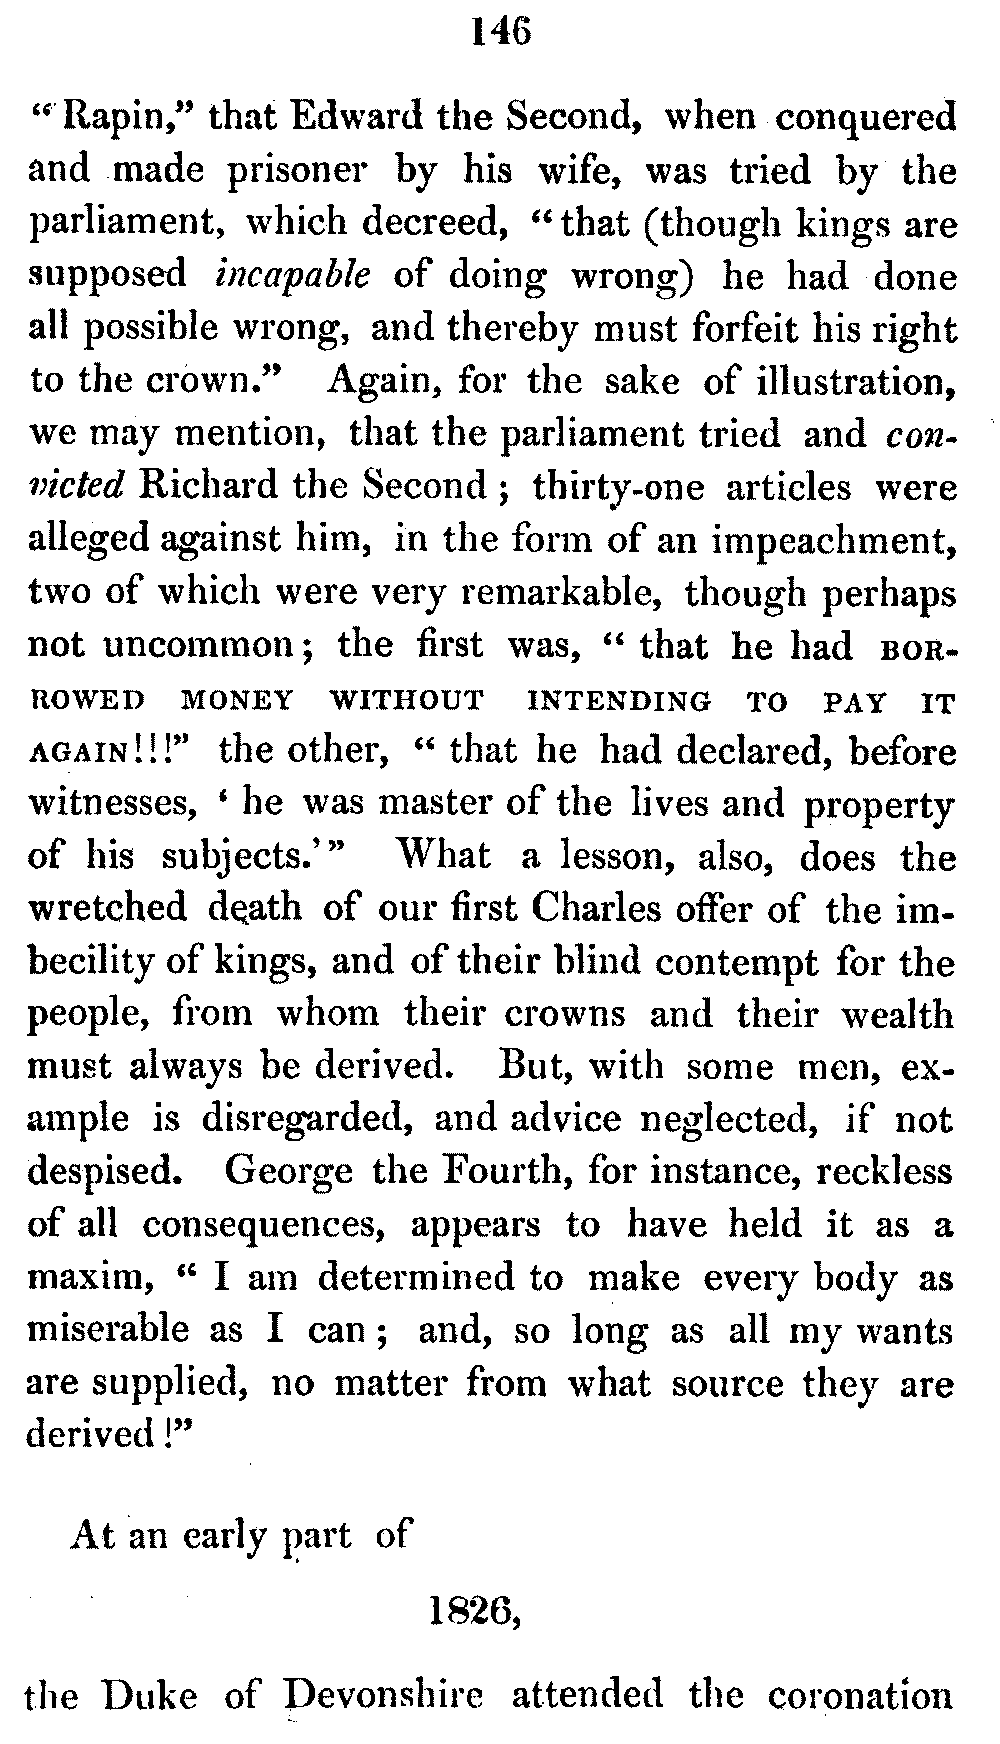 146
“Rapin,” that Edward the Second, when conquered
and made prisoner by his wife, was tried by the
parliament, which decreed, “that (though kings are
supposed incapable of doing wrong) he had done
all possible wrong, and thereby must forfeit his right
to the crown.” Again, for the sake of illustration,
we may mention, that the parliament tried and con-
victed Richard the Second; thirty-one articles were
alleged against him, in the form of an impeachment,
two of which were very remarkable, though perhaps
not uncommon; the first was, “that he had BOR-
ROWED MONEY WITHOUT INTENDING TO PAY IT
AGAIN!!!” the other, “that he had declared, before
witnesses, ‘he was master of the lives and property
of his subjects.’” What a lesson, also, does the
wretched death of our first Charles offer of the im-
becility of kings, and of their blind contempt for the
people, from whom their crowns and their wealth
must always be derived. But, with some men, ex-
ample is disregarded, and advice neglected, if not
despised. George the Fourth, for instance, reckless
of all consequences, appears to have held it as a
maxim, “I am determined to make every body as
miserable as I can; and, so long as all my wants
are supplied, no matter from what source they are
derived!”
At an early part of
1826,
the Duke of Devonshire attended the coronation